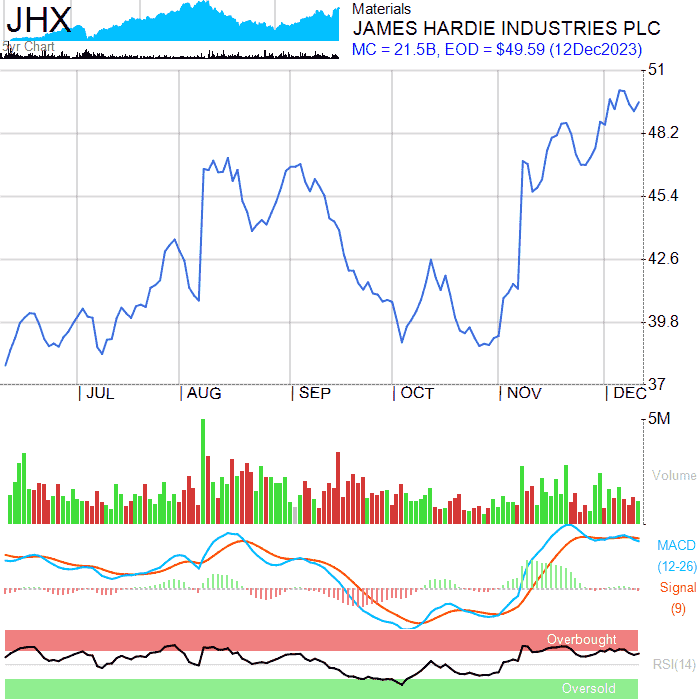 JHX
5yr Chart
Materials
JAMES HARDIE INDUSTRIES PLC
MC = 21.5B, EOD = $49.59 (12Dec2023)
51
48.2
45.4
42.6
39.8
37
JUL
AUG
SEP
OCT
NOV
DEC
5M
Volume
MACD
(12-26)
Signal
(9)
Overbought
RSI(14)
Oversold